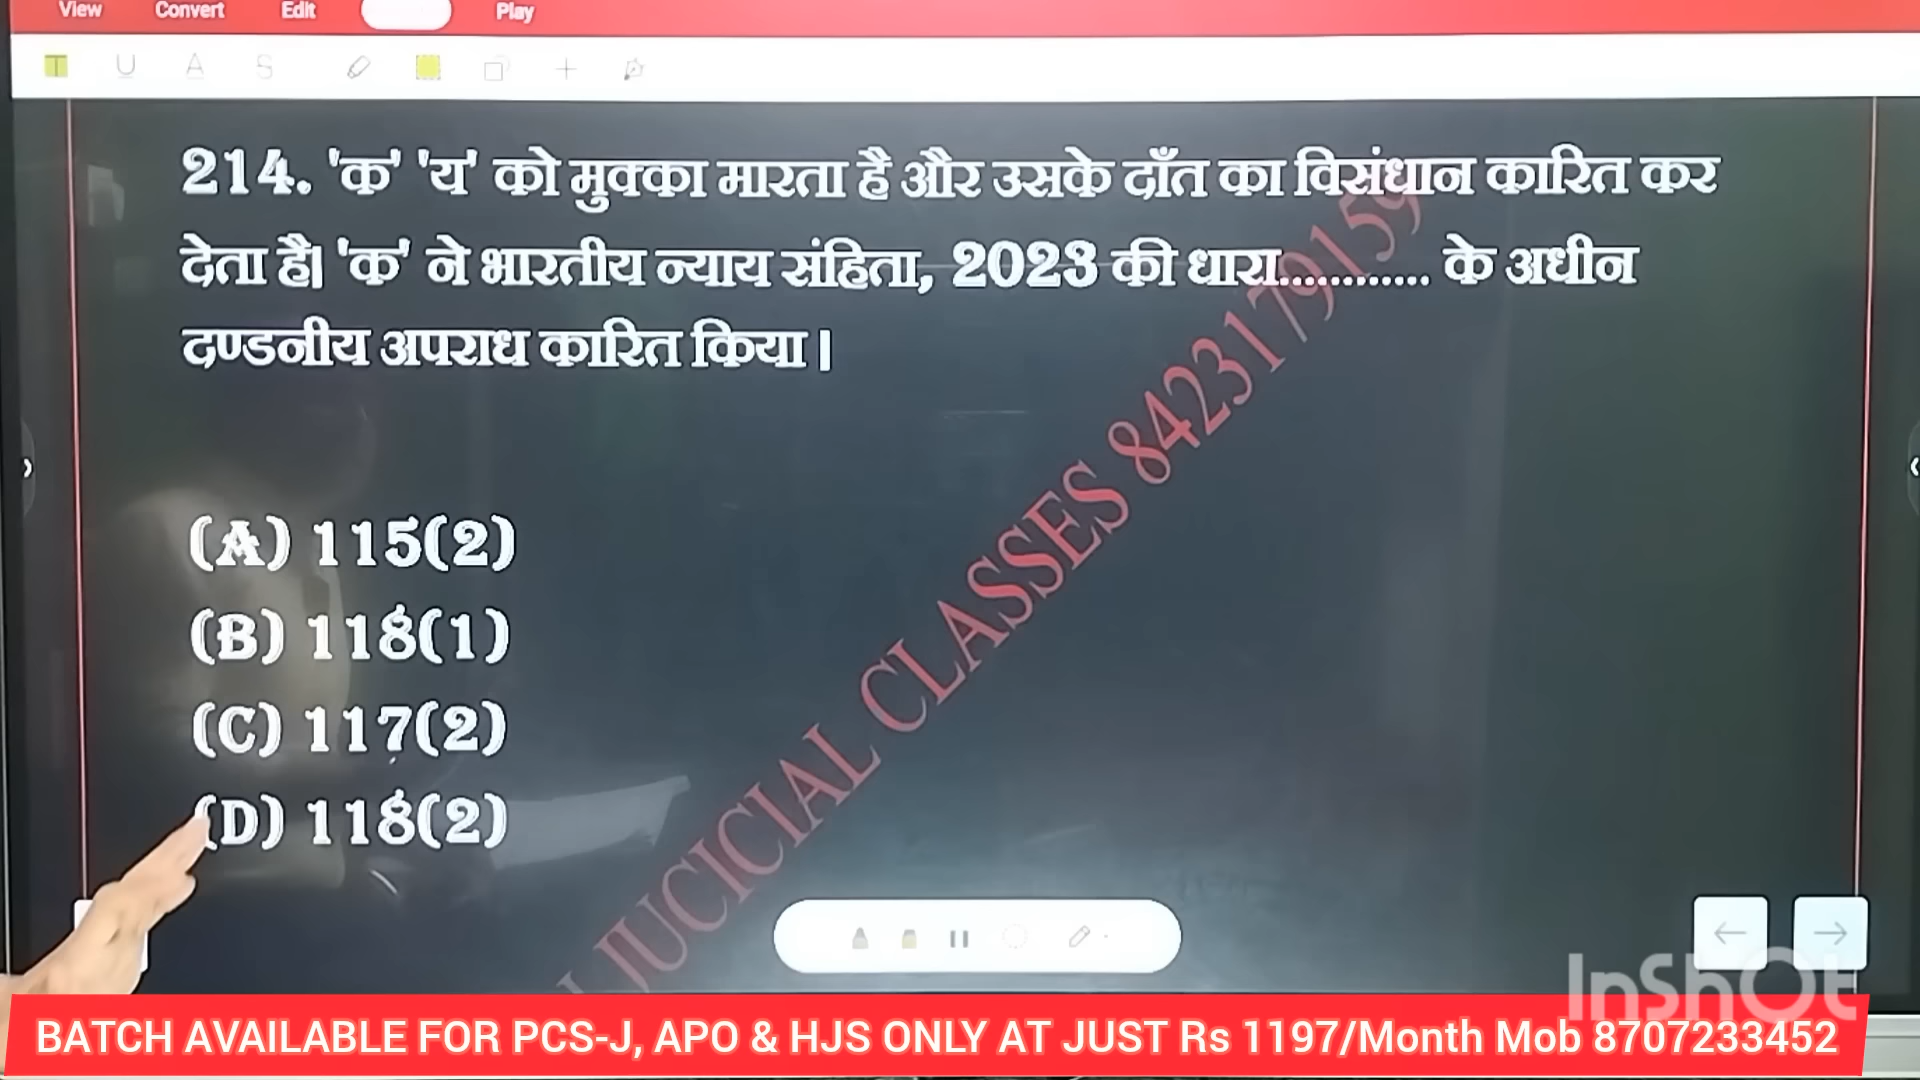 View Convert Edit Play
T U A S
214. 'क' 'य' को मुक्का मारता है और उसके दाँत का विसंधान कारित कर
देता है। 'क' ने भारतीय न्याय संहिता, 2023 की धारा............ के अधीन
दण्डनीय अपराध कारित किया।
(A) 115(2)
(B) 118(1)
(C) 117(2)
(D) 118(2)
JUCICIAL CLASSES 8423179159
InShOt
BATCH AVAILABLE FOR PCS-J, APO & HJS ONLY AT JUST Rs 1197/Month Mob 8707233452